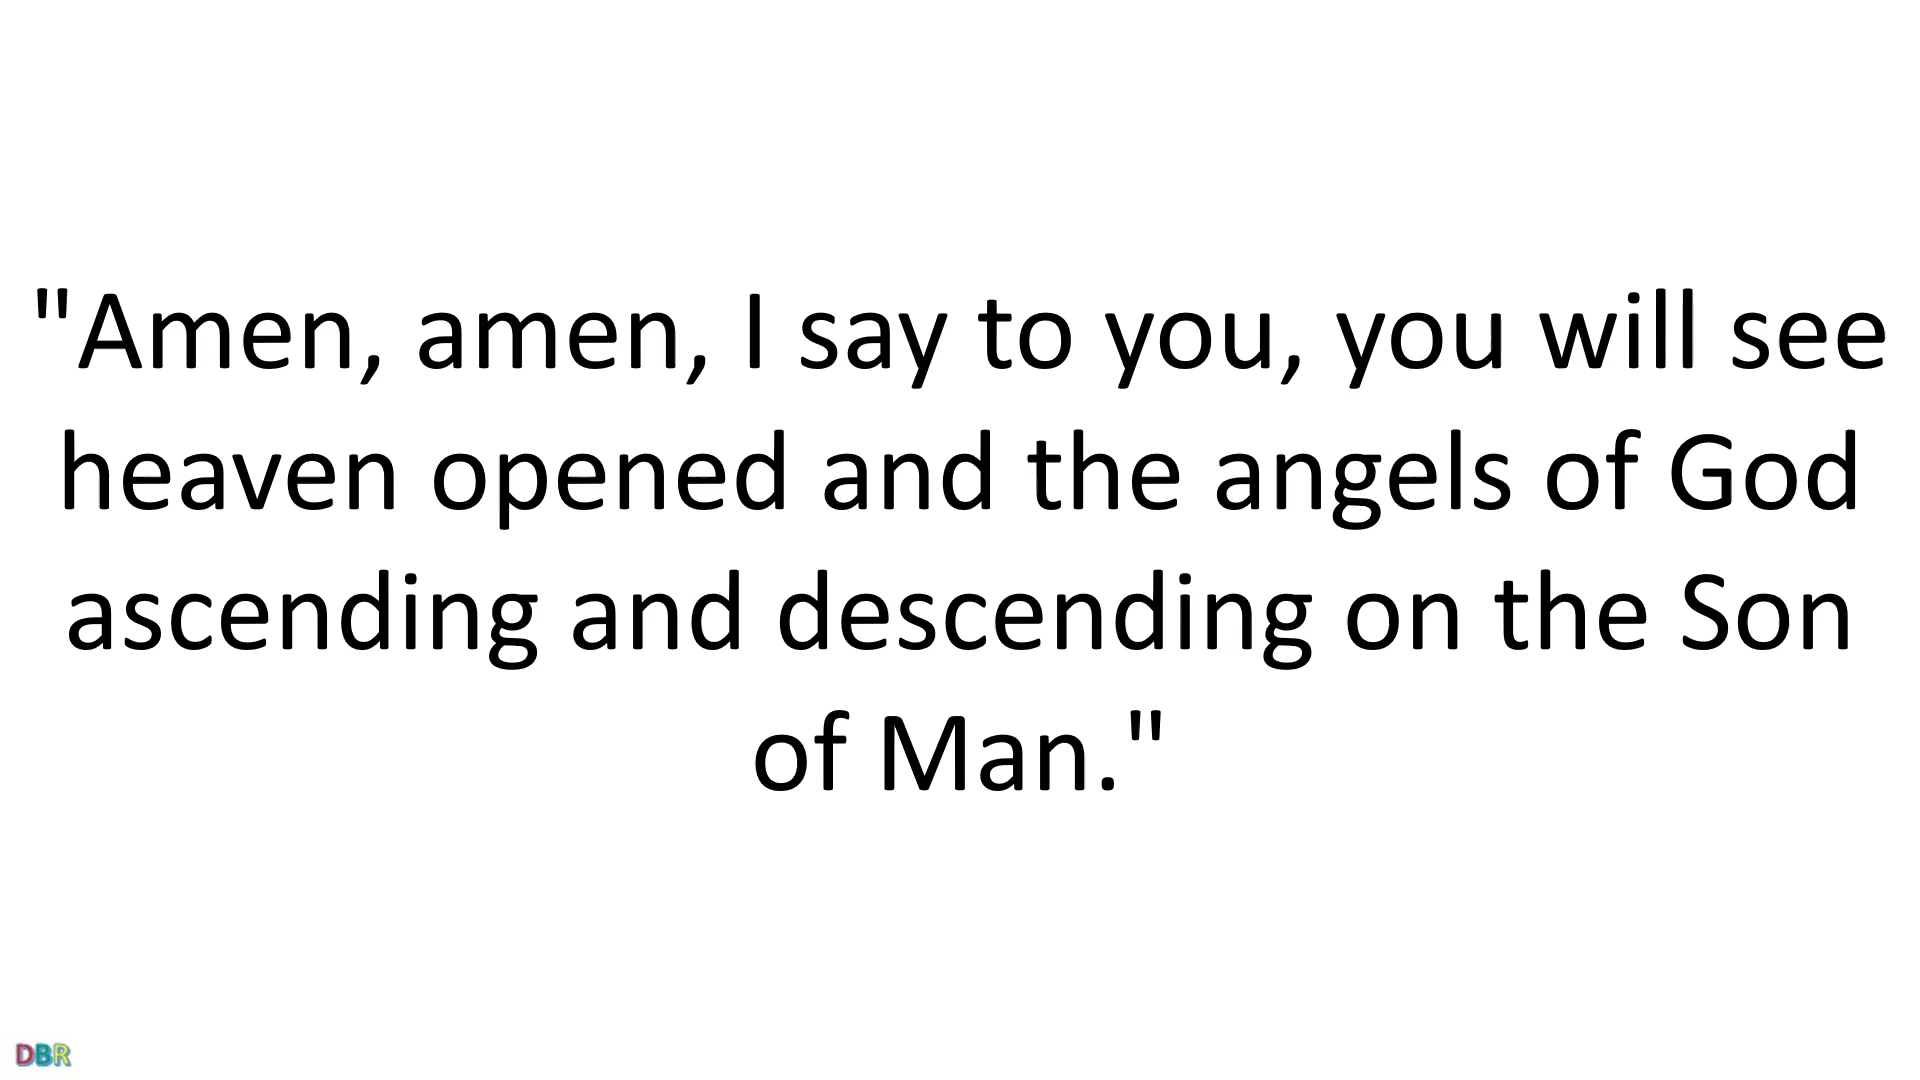 "Amen, amen, I say to you, you will see
heaven opened and the angels of God
ascending and descending on the Son
of Man."
DBR